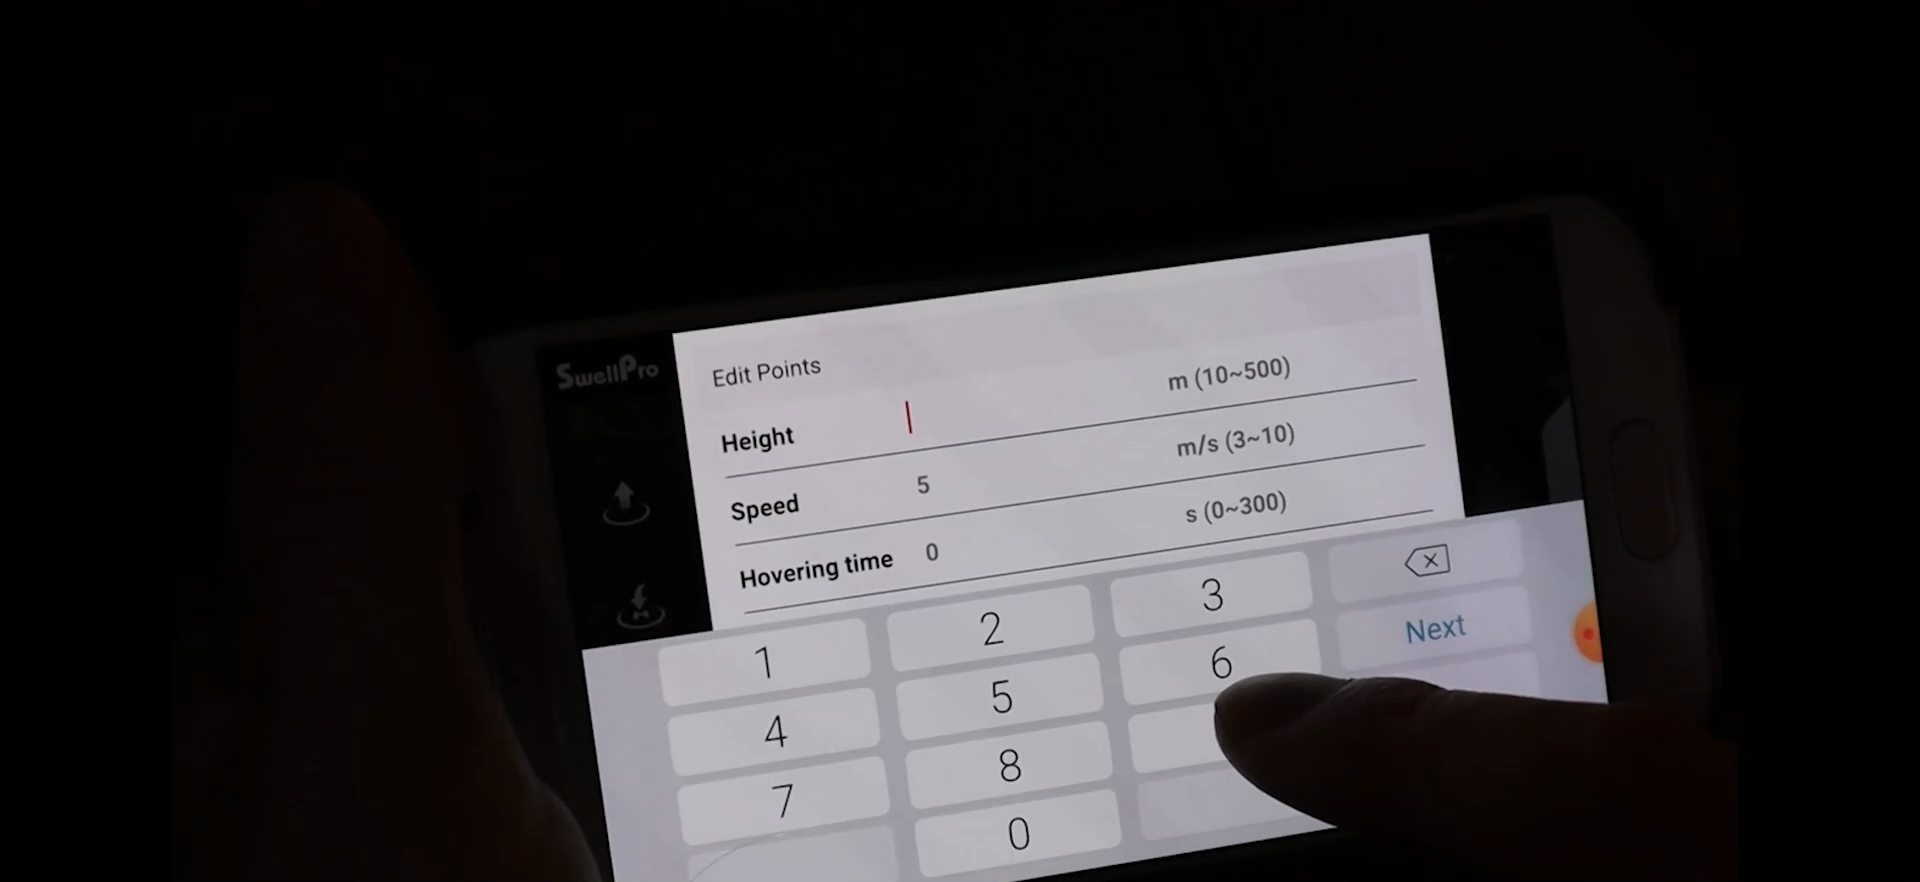 SwellPro
Edit Points
Height m (10~500)
Speed 5 m/s (3~10)
Hovering time 0 s (0~300)
1 2 3
4 5 6 Next
7 8
0